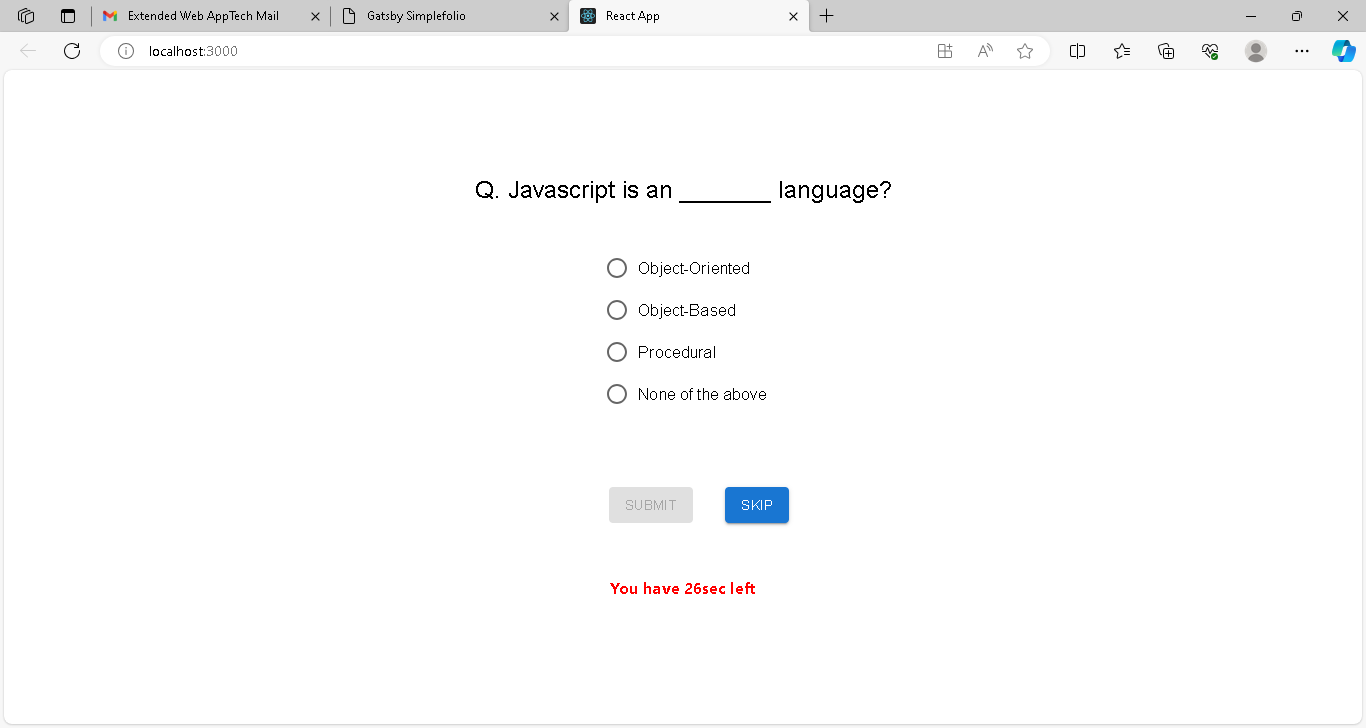 Extended Web AppTech Mail
Gatsby Simplefolio
React App
localhost:3000
Q. Javascript is an _______ language?
Object-Oriented
Object-Based
Procedural
None of the above
SUBMIT
SKIP
You have 26sec left